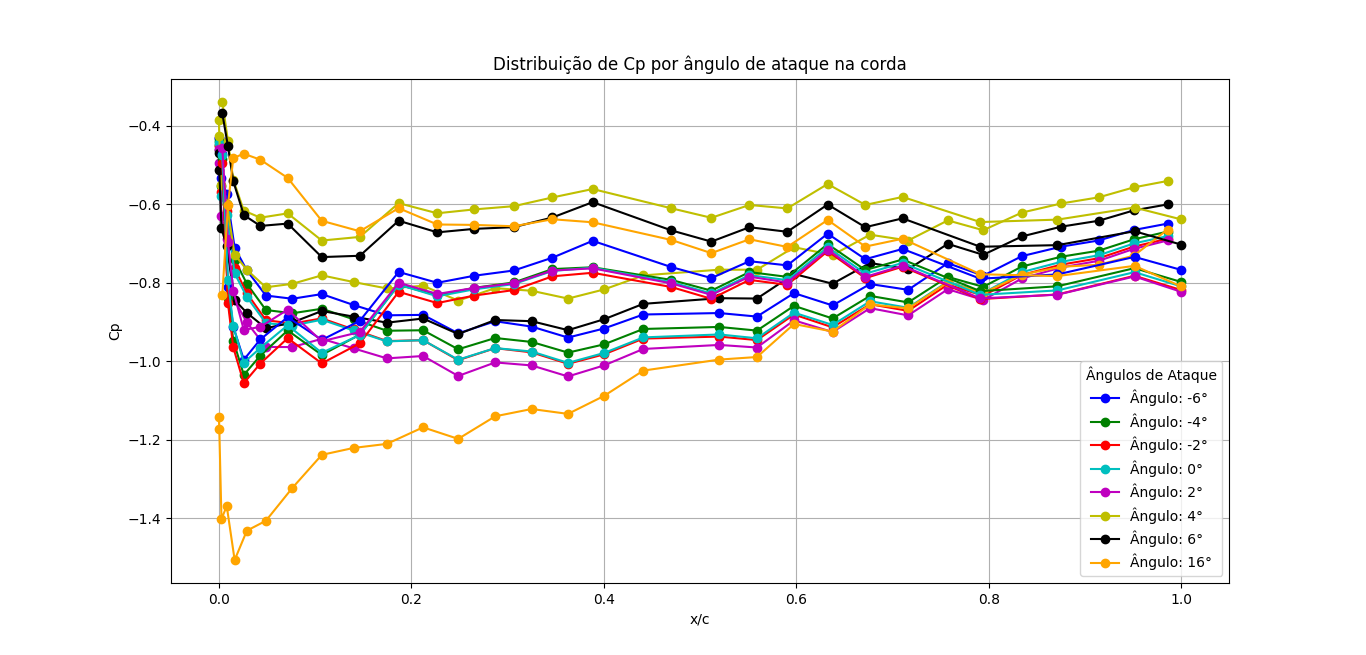 Distribuição de Cp por ângulo de ataque na corda
Cp
−0.4
−0.6
−0.8
−1.0
−1.2
−1.4
0.0 0.2 0.4 0.6 0.8 1.0
x/c
Ângulos de Ataque
Ângulo: -6°
Ângulo: -4°
Ângulo: -2°
Ângulo: 0°
Ângulo: 2°
Ângulo: 4°
Ângulo: 6°
Ângulo: 16°